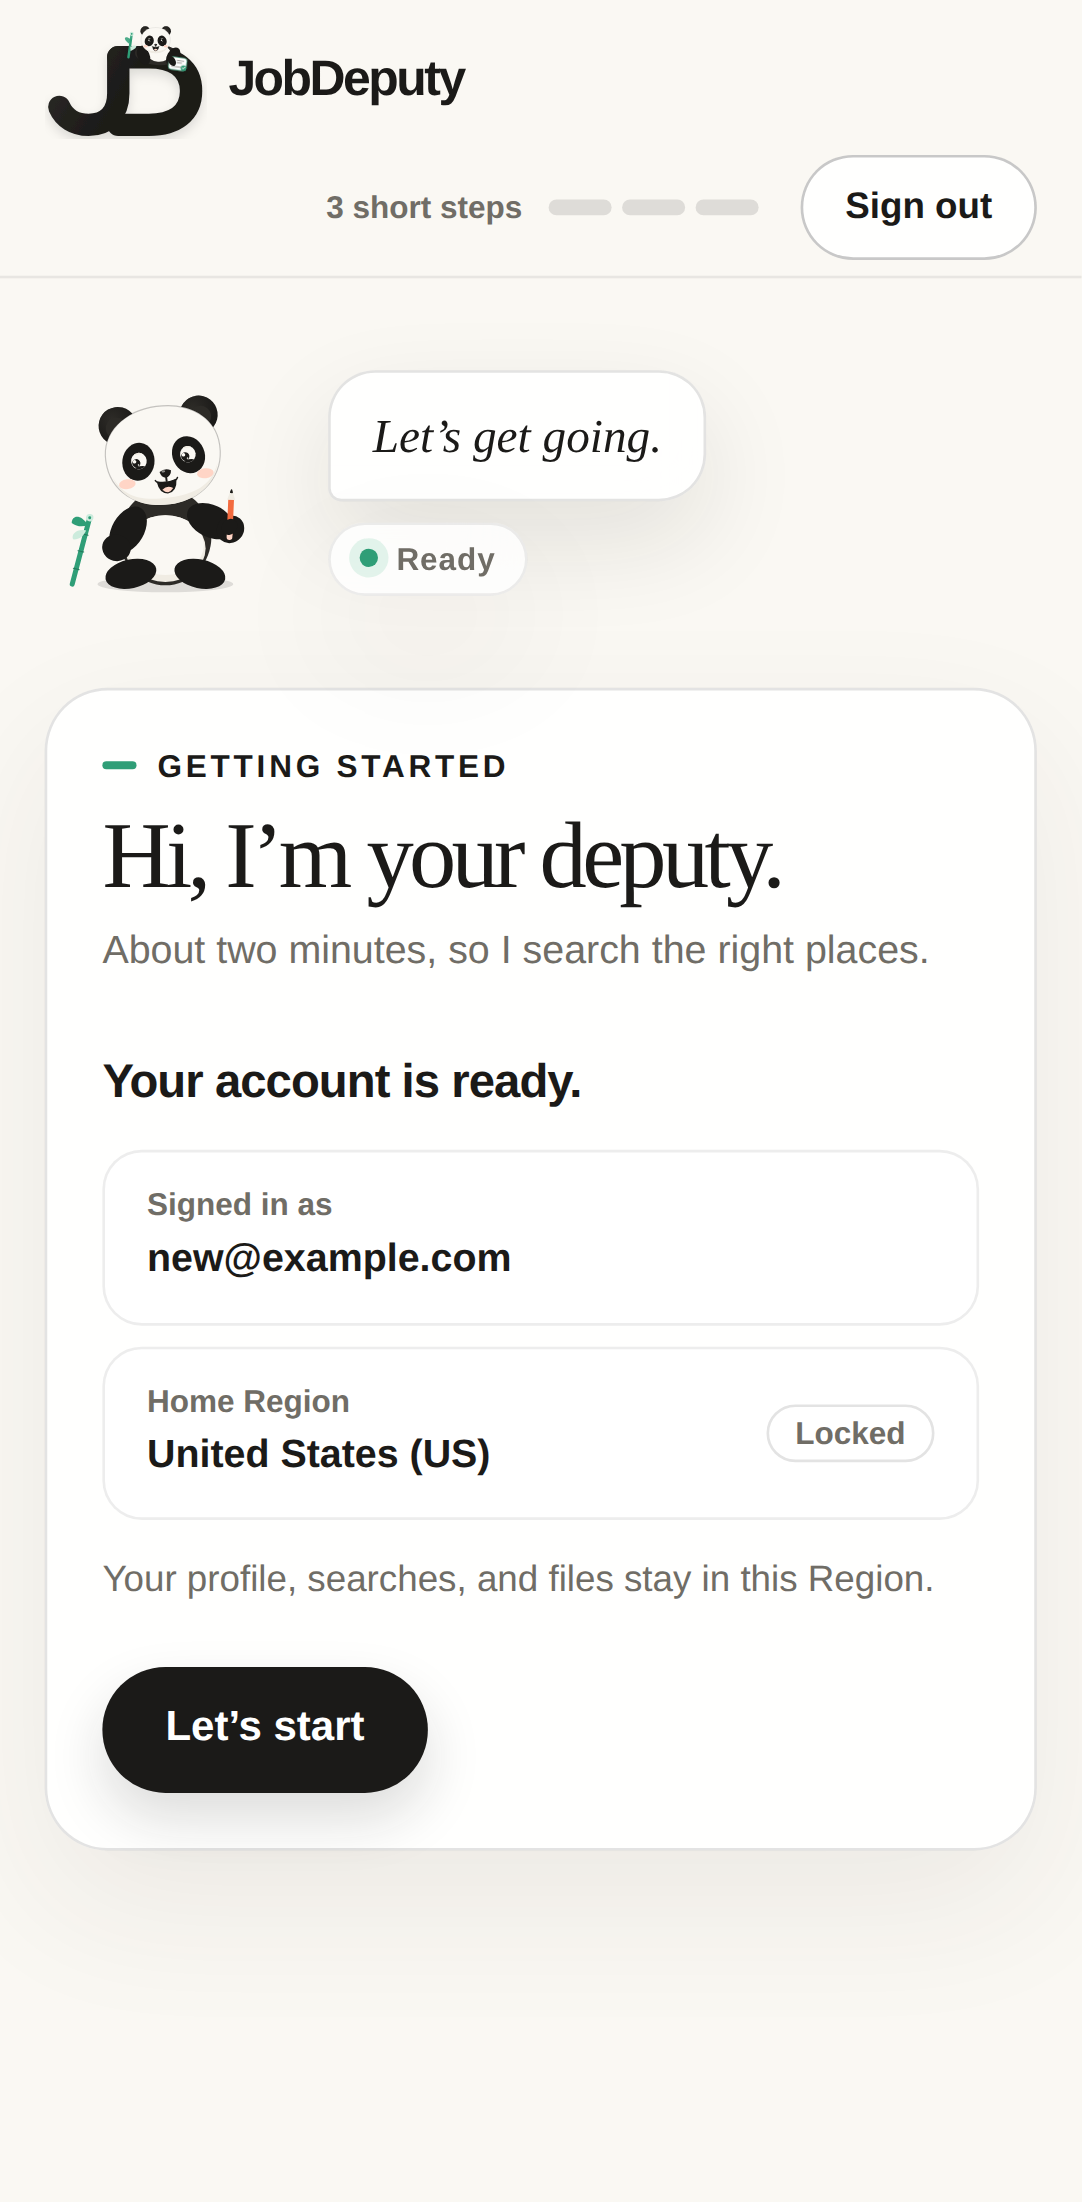 JobDeputy
3 short steps
Sign out
Let’s get going.
Ready
GETTING STARTED
Hi, I’m your deputy.
About two minutes, so I search the right places.
Your account is ready.
Signed in as
new@example.com
Home Region
United States (US)
Locked
Your profile, searches, and files stay in this Region.
Let’s start